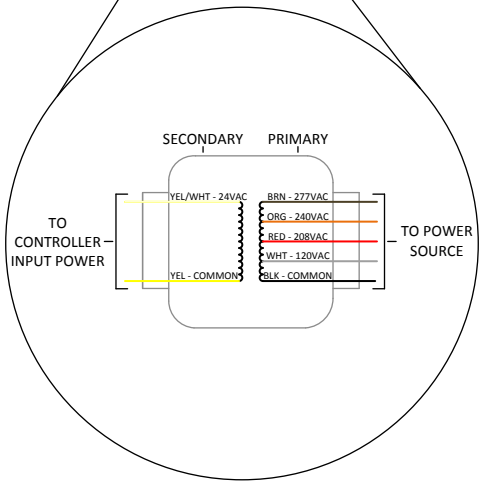 SECONDARY PRIMARY
YEL/WHT - 24VAC BRN - 277VAC
ORG - 240VAC
RED - 208VAC
WHT - 120VAC
YEL - COMMON BLK - COMMON
TO
CONTROLLER
INPUT POWER
TO POWER
SOURCE